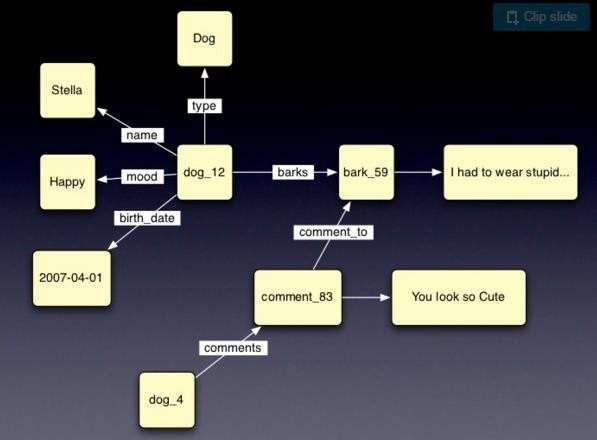 Clip slide
Dog
Stella
type
name
Happy
mood
dog_12
barks
bark_59
I had to wear stupid...
birth_date
comment_to
2007-04-01
comment_83
You look so Cute
comments
dog_4